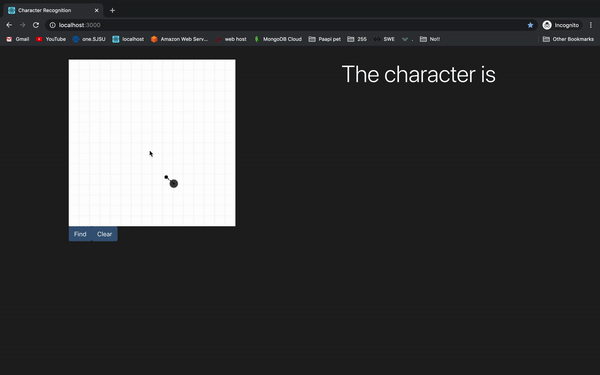 Character Recognition
localhost:3000
Incognito
Gmail
YouTube
one.SJSU
localhost
Amazon Web Serv...
web host
MongoDB Cloud
Paapi pet
255
SWE
No!!
Other Bookmarks
The character is
Find
Clear